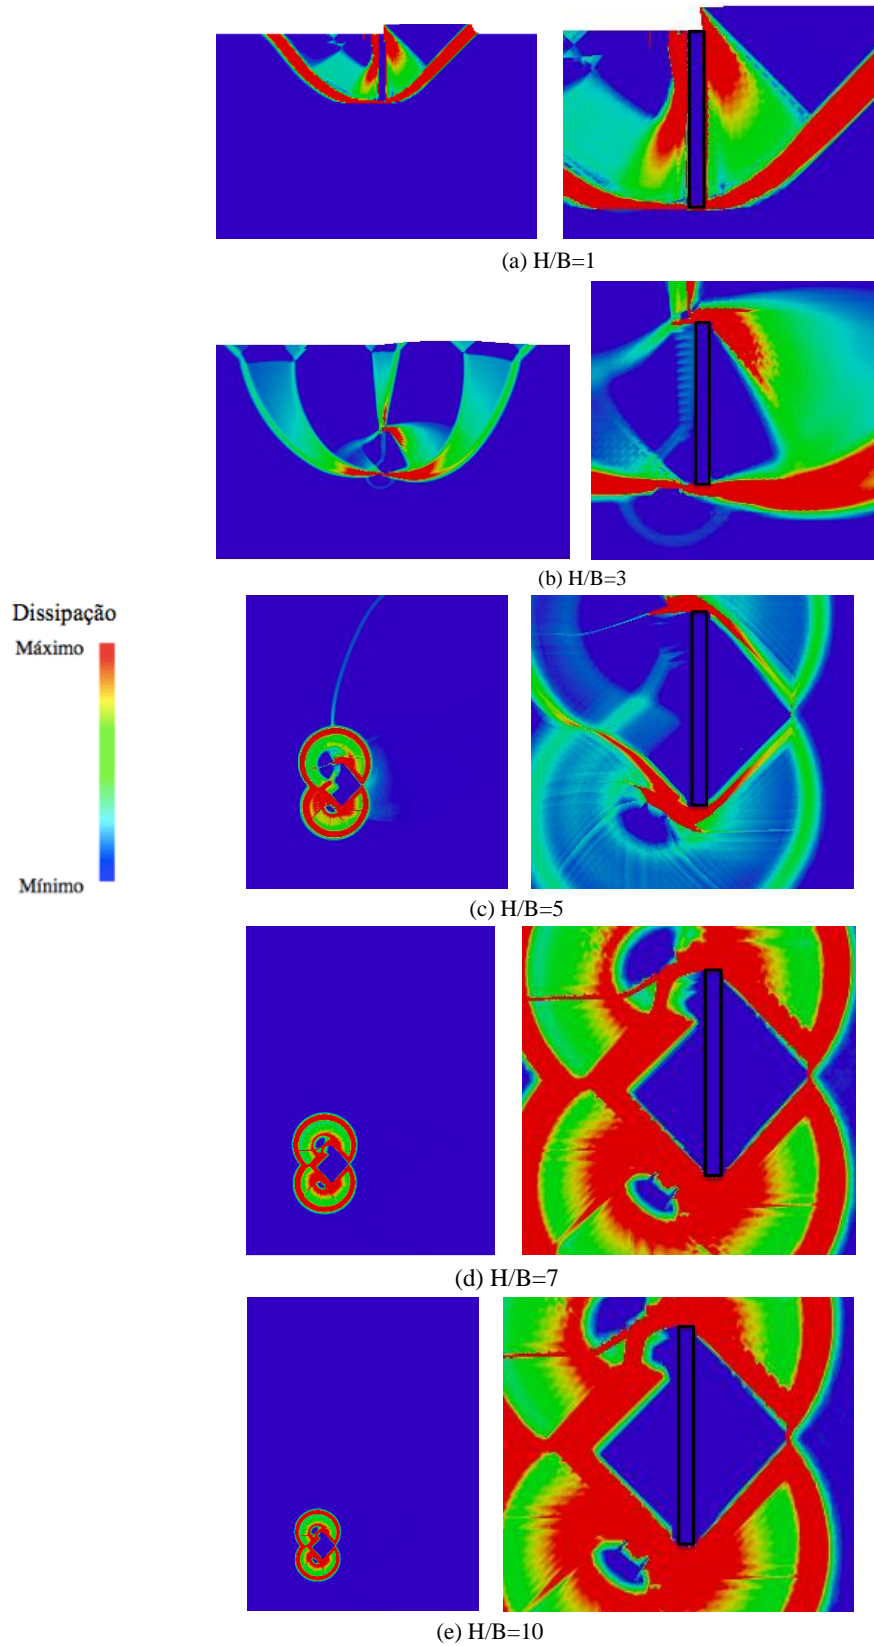 (a) H/B=1
(b) H/B=3
Dissipação
Máximo
Mínimo
(c) H/B=5
(d) H/B=7
(e) H/B=10